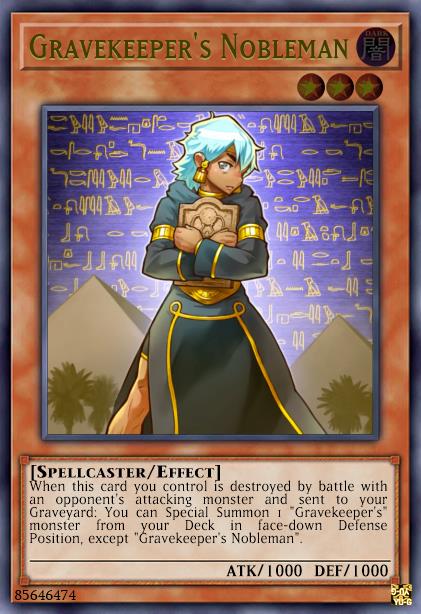 Gravekeeper's Nobleman
DARK
闇
[Spellcaster/Effect]
When this card you control is destroyed by battle with
an opponent's attacking monster and sent to your
Graveyard: You can Special Summon 1 "Gravekeeper's"
monster from your Deck in face-down Defense
Position, except "Gravekeeper's Nobleman".
ATK/1000 DEF/1000
85646474